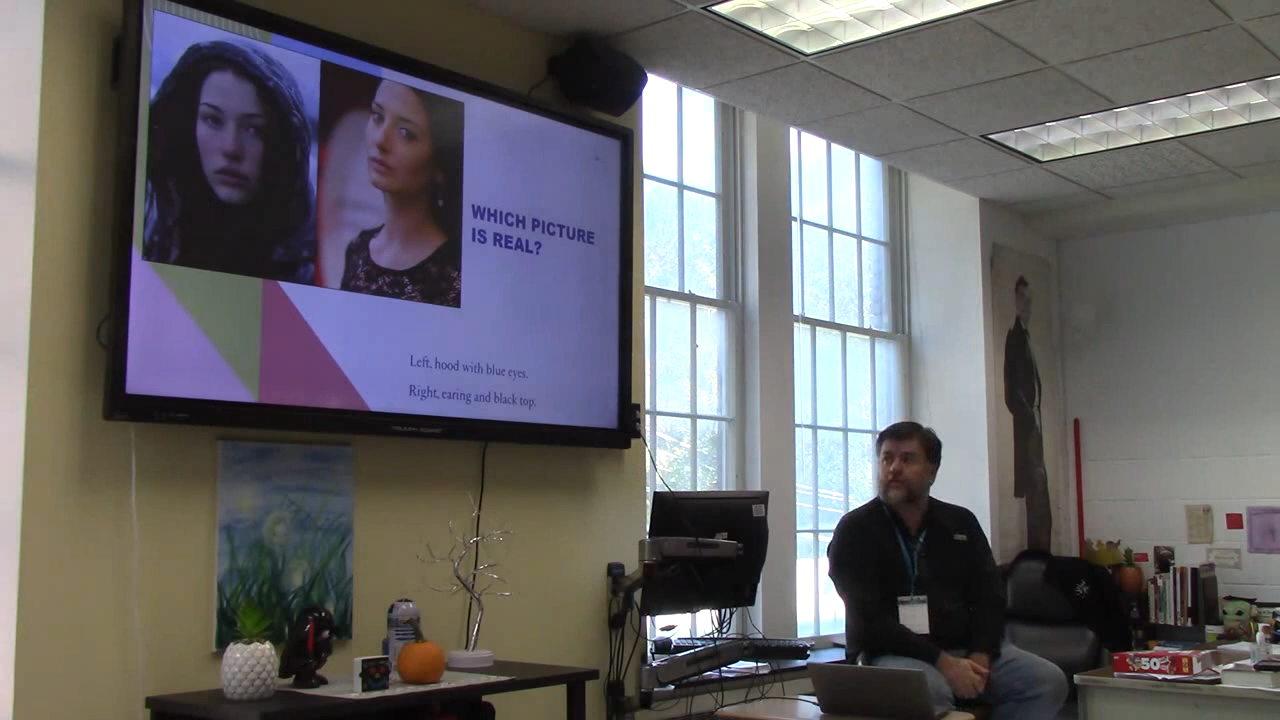 WHICH PICTURE
IS REAL?
Left, hood with blue eyes.
Right, earing and black top.
50